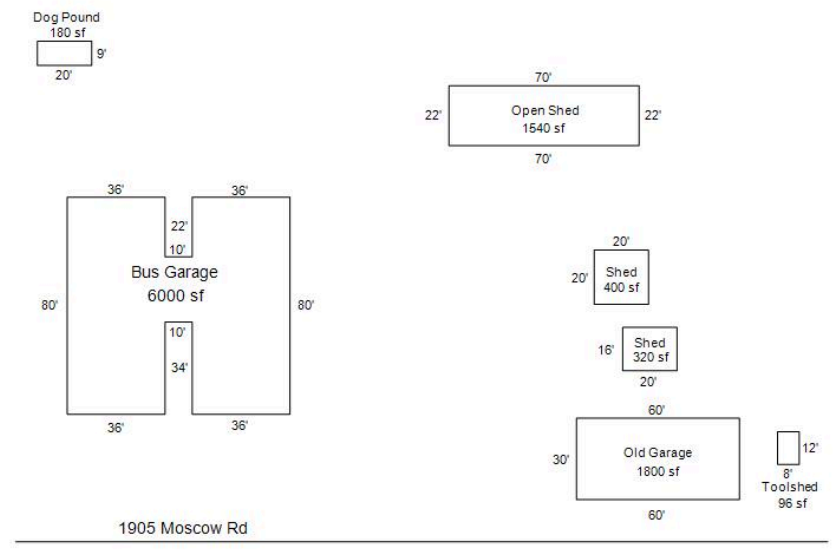 Dog Pound
180 sf
9'
20'
70'
22'
Open Shed
1540 sf
22'
70'
36'
36'
22'
10'
Bus Garage
6000 sf
80'
80'
10'
34'
36'
36'
20'
20'
Shed
400 sf
16'
Shed
320 sf
20'
60'
30'
Old Garage
1800 sf
60'
12'
8'
Toolshed
96 sf
1905 Moscow Rd